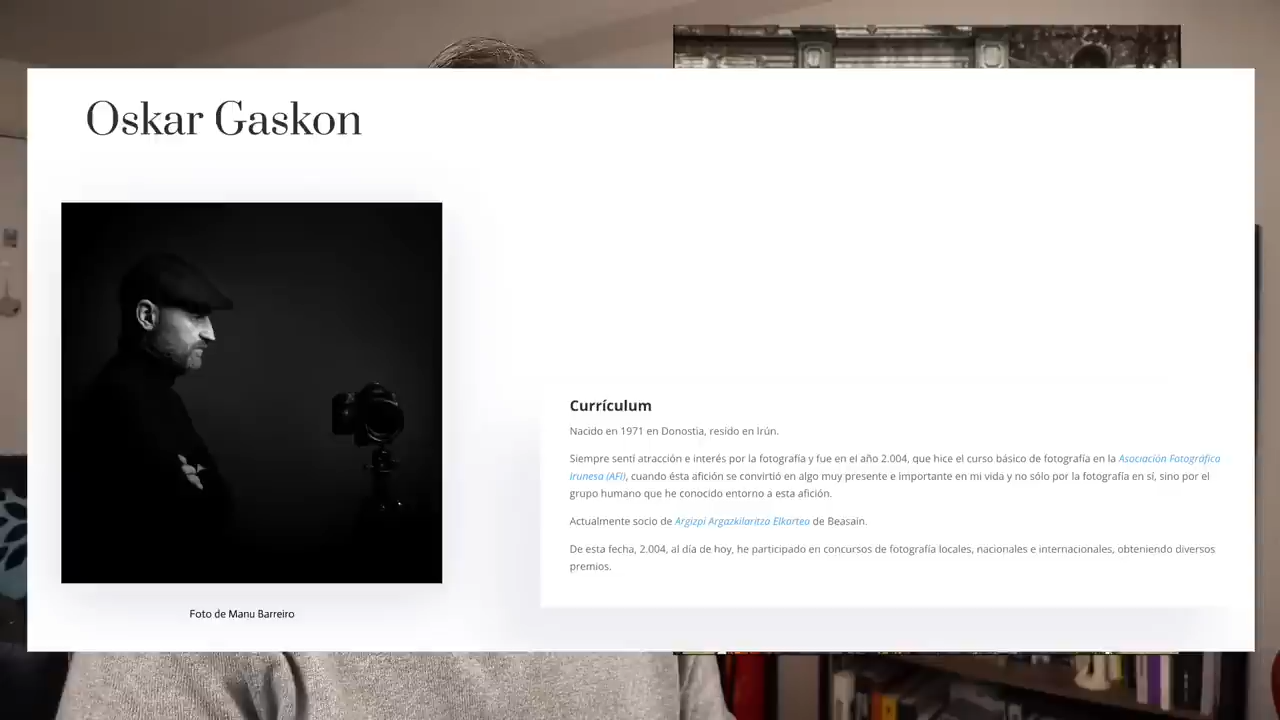 Oskar Gaskon
Currículum
Nacido en 1971 en Donostia, resido en Irún.
Siempre sentí atracción e interés por la fotografía y fue en el año 2.004, que hice el curso básico de fotografía en la Asociación Fotográfica
Irunesa (AFI), cuando ésta afición se convirtió en algo muy presente e importante en mi vida y no sólo por la fotografía en sí, sino por el
grupo humano que he conocido entorno a esta afición.
Actualmente socio de Argizpi Argazkilaritza Elkartea de Beasain.
De esta fecha, 2.004, al día de hoy, he participado en concursos de fotografía locales, nacionales e internacionales, obteniendo diversos
premios.
Foto de Manu Barreiro